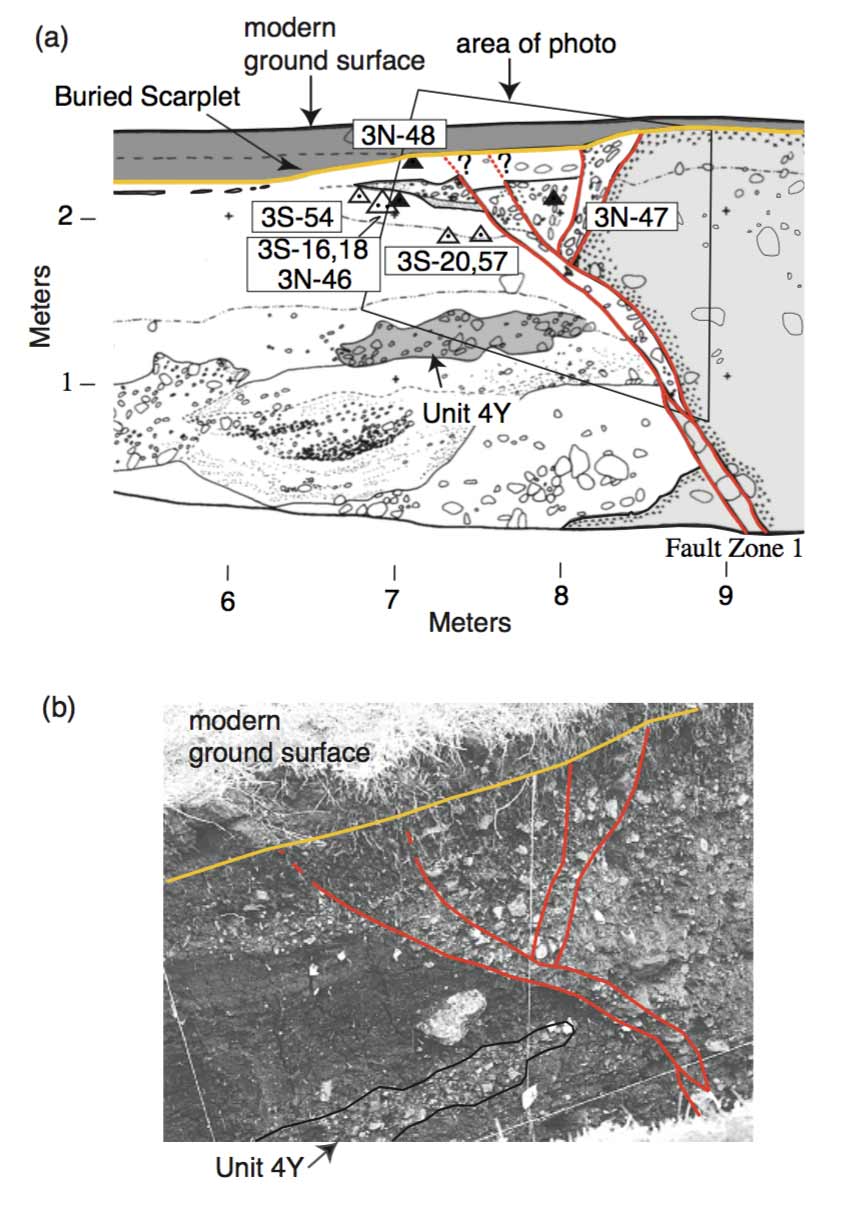 (a)
modern
ground surface
area of photo
Buried Scarplet
3N-48
? ?
3S-54
3N-47
3S-16,18
3N-46
3S-20,57
2
Meters
1
Unit 4Y
Fault Zone 1
6 7 8 9
Meters
(b)
modern
ground surface
Unit 4Y